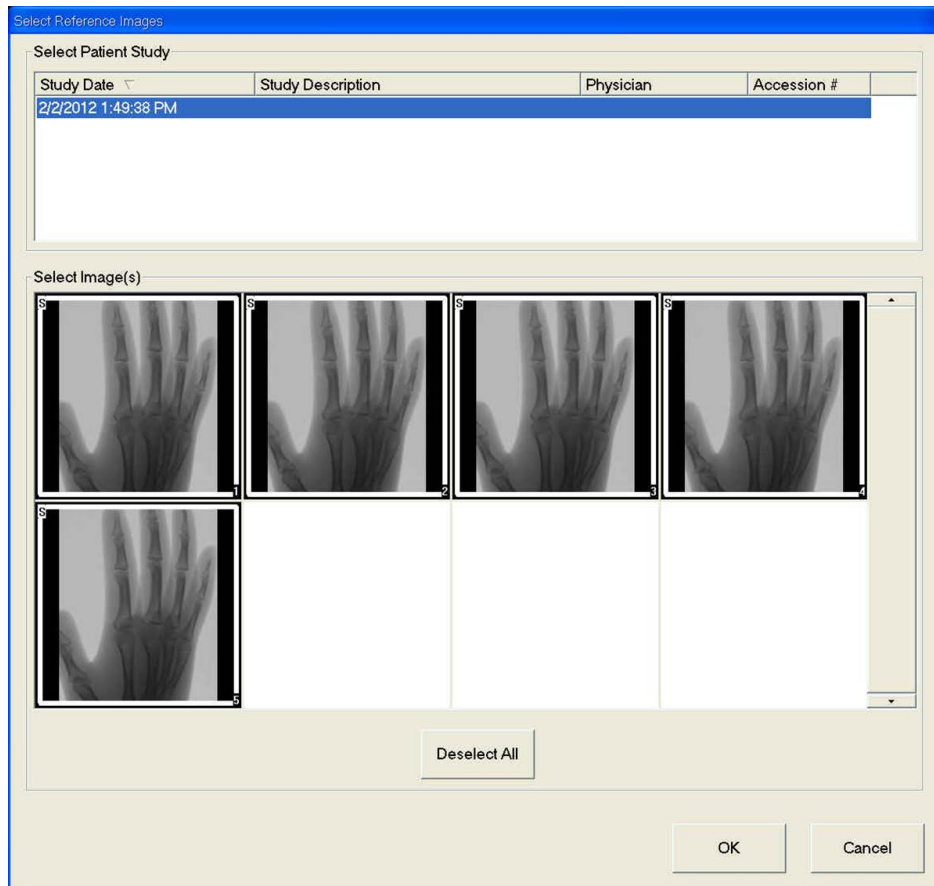 Select Reference Images
Select Patient Study
Study Date Study Description Physician Accession #
2/2/2012 1:49:38 PM
Select Image(s)
S S S S
1 2 3 4
S
5
Deselect All
OK Cancel